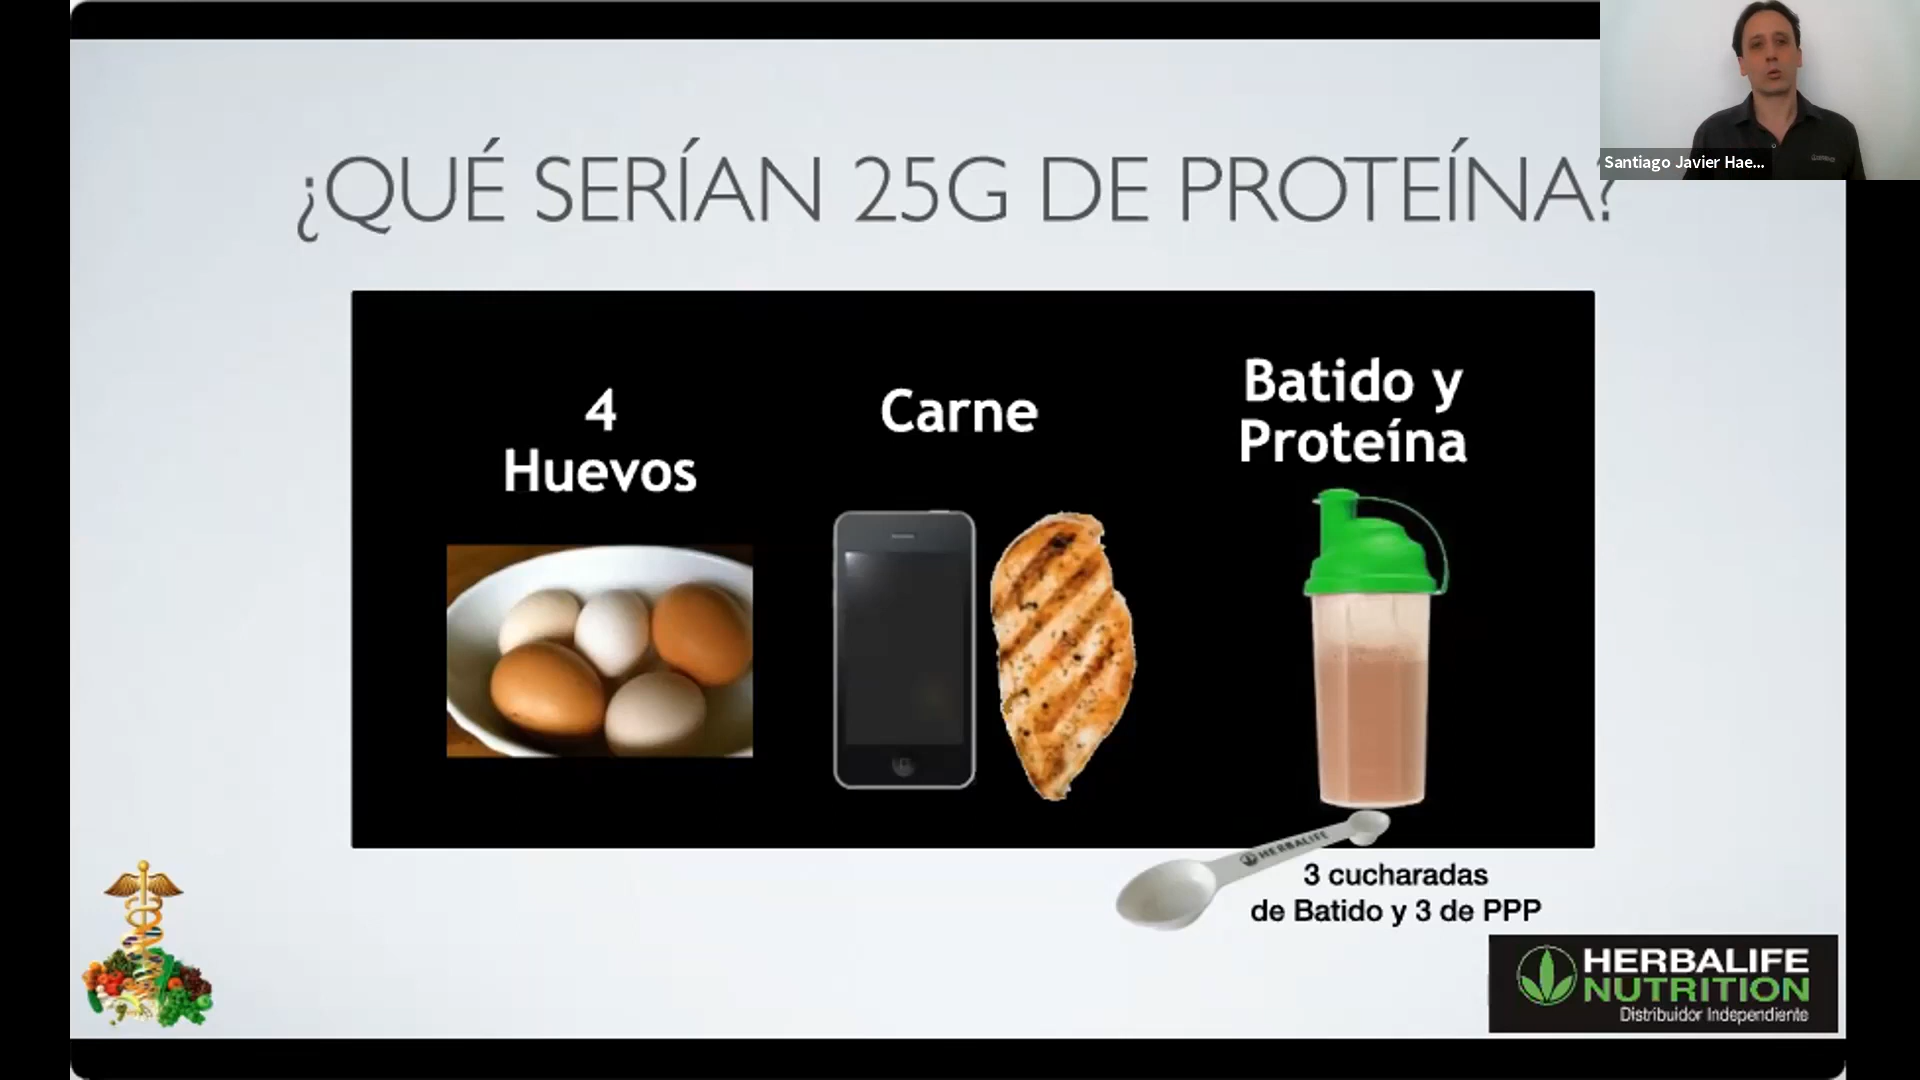 ¿QUÉ SERÍAN 25G DE PROTEÍNA?
Santiago Javier Hae...
4
Huevos
Carne
Batido y
Proteína
HERBALIFE
3 cucharadas
de Batido y 3 de PPP
HERBALIFE
NUTRITION
Distribuidor Independiente